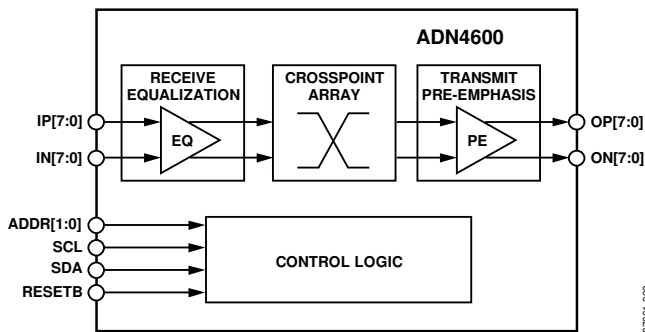 ADN4600
RECEIVE
EQUALIZATION
CROSSPOINT
ARRAY
TRANSMIT
PRE-EMPHASIS
IP[7:0]
IN[7:0]
EQ
PE
OP[7:0]
ON[7:0]
ADDR[1:0]
SCL
SDA
RESETB
CONTROL LOGIC